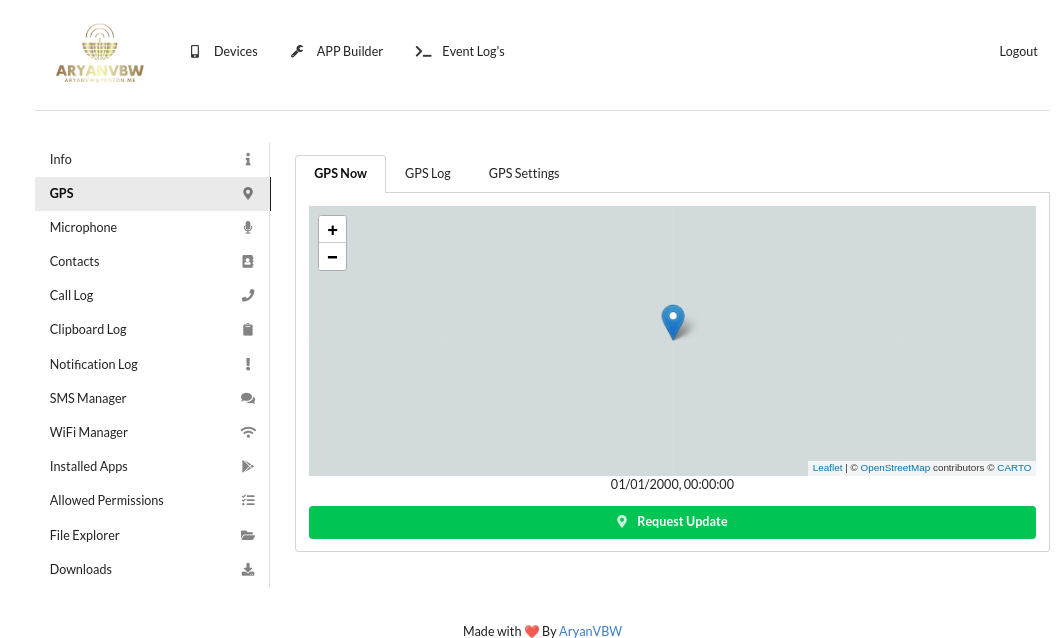 ARYANVBW
ARYANVW@PROTON.ME
Devices
APP Builder
Event Log's
Logout
Info
GPS
Microphone
Contacts
Call Log
Clipboard Log
Notification Log
SMS Manager
WiFi Manager
Installed Apps
Allowed Permissions
File Explorer
Downloads
GPS Now
GPS Log
GPS Settings
+
−
Leaflet | © OpenStreetMap contributors © CARTO
01/01/2000, 00:00:00
Request Update
Made with ❤️ By AryanVBW